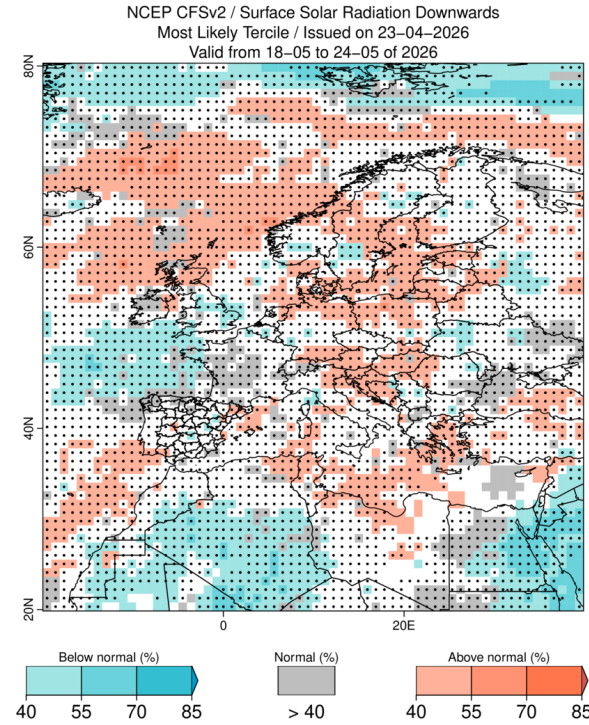 NCEP CFSv2 / Surface Solar Radiation Downwards
Most Likely Tercile / Issued on 23−04−2026
Valid from 18−05 to 24−05 of 2026
80N
60N
40N
20N
0
20E
Below normal (%)
Normal (%)
Above normal (%)
40 55 70 85
> 40
40 55 70 85